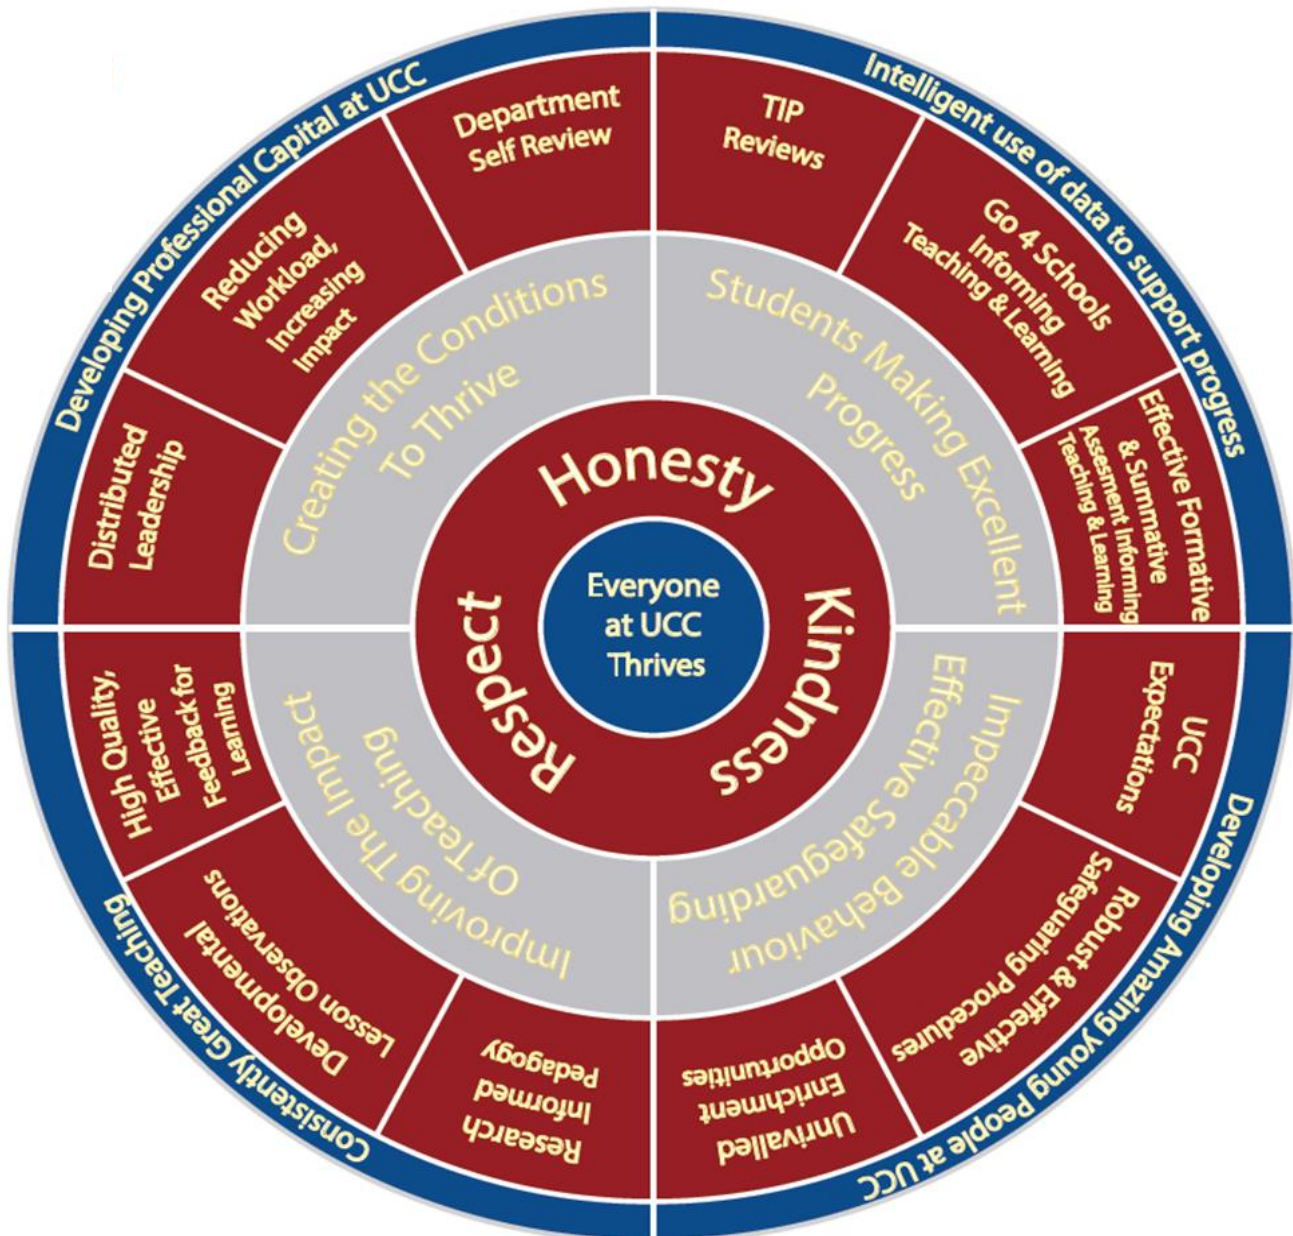 Developing Professional Capital at UCC
Intelligent use of data to support progress
Developing Amazing young People at UCC
Consistently Great Teaching
Department
Self Review
Reducing
Workload,
Increasing
Impact
Distributed
Leadership
TIP
Reviews
Go 4 Schools
Informing
Teaching & Learning
Effective Formative
& Summative
Assesment Informing
Teaching & Learning
UCC
Expectations
Robust & Effective
Safeguaring Procedures
Unrivalled
Enrichment
Opportunities
Research
Informed
Pedagogy
Developmental
Lesson Observations
High Quality,
Effective
Feedback for
Learning
Creating the Conditions
To Thrive
Students Making Excellent
Progress
Impeccable Behaviour
Effective Safeguarding
Improving The Impact
Of Teaching
Honesty
Kindness
Respect
Everyone
at UCC
Thrives